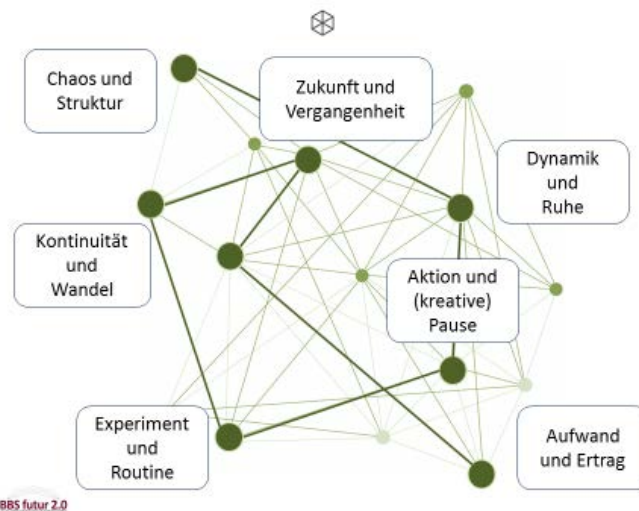 Chaos und
Struktur
Zukunft und
Vergangenheit
Dynamik
und
Ruhe
Kontinuität
und
Wandel
Aktion und
(kreative)
Pause
Experiment
und
Routine
Aufwand
und Ertrag
BBS futur 2.0